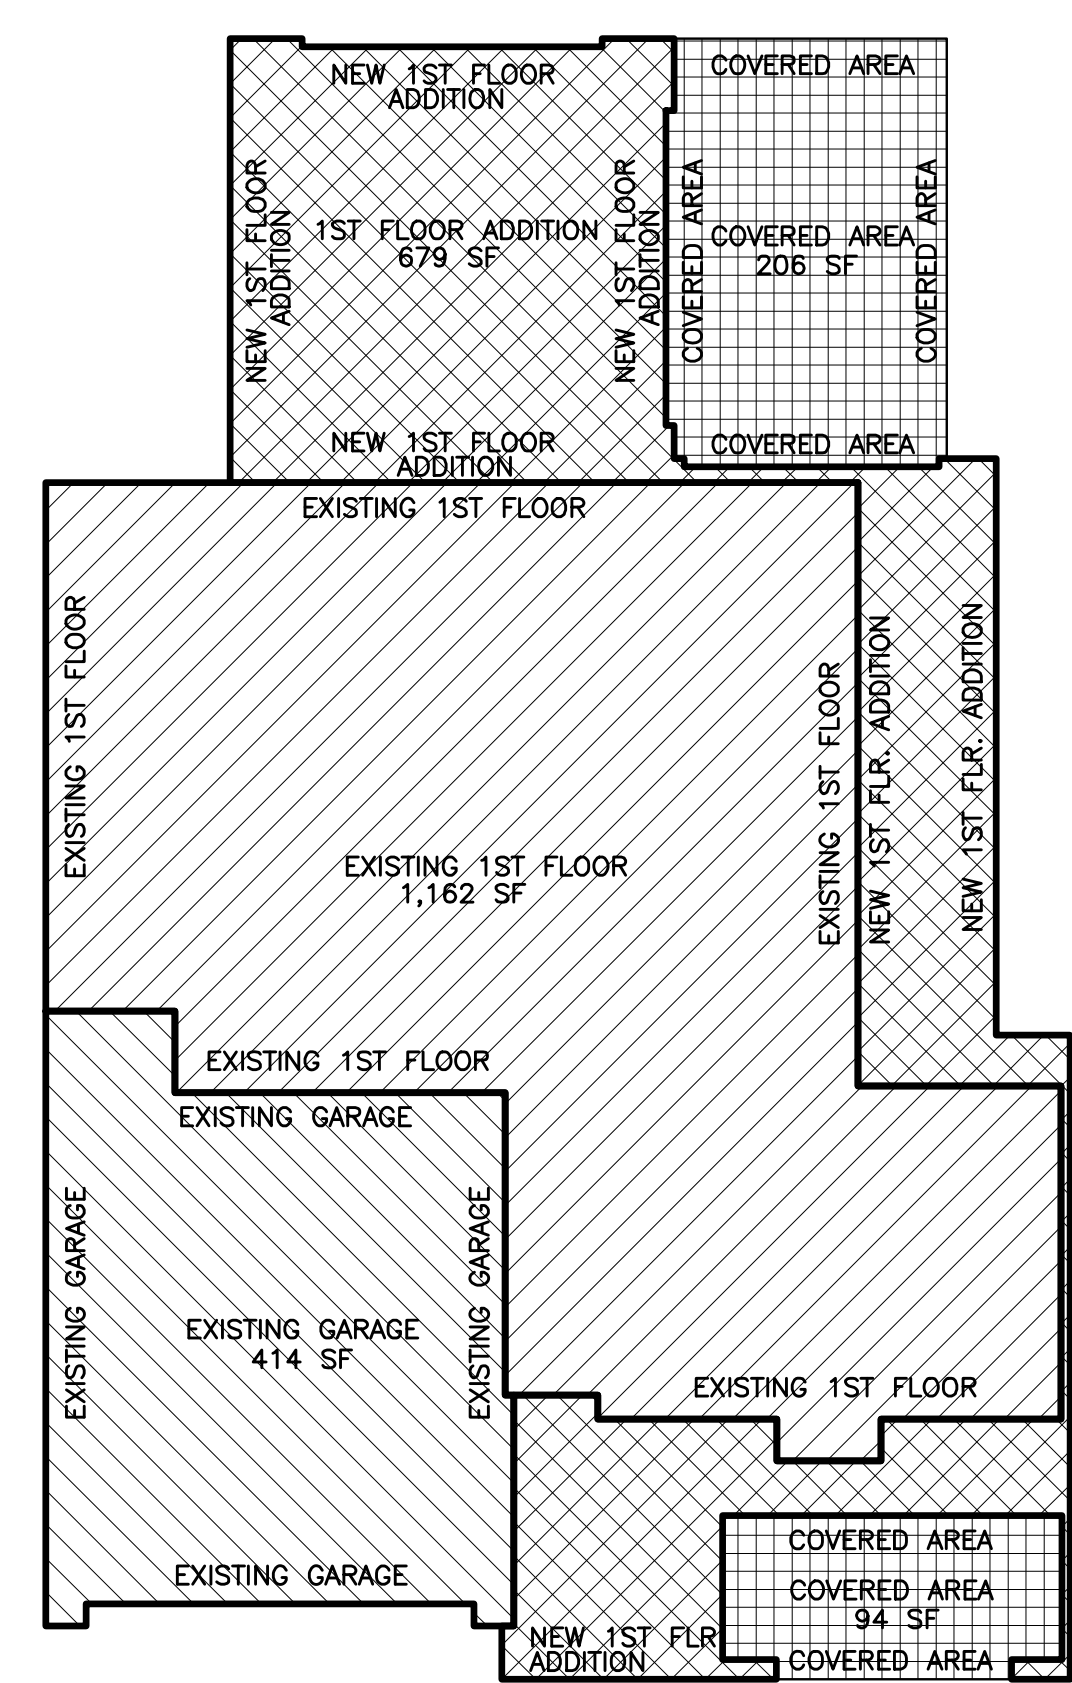 NEW 1ST FLOOR
ADDITION
COVERED AREA
NEW 1ST FLOOR
ADDITION
1ST FLOOR ADDITION
679 SF
NEW 1ST FLOOR
ADDITION
COVERED AREA
COVERED AREA
206 SF
COVERED AREA
NEW 1ST FLOOR
ADDITION
COVERED AREA
EXISTING 1ST FLOOR
EXISTING 1ST FLOOR
EXISTING 1ST FLOOR
NEW 1ST FLR. ADDITION
NEW 1ST FLR. ADDITION
EXISTING 1ST FLOOR
1,162 SF
EXISTING 1ST FLOOR
EXISTING GARAGE
EXISTING GARAGE
EXISTING GARAGE
414 SF
EXISTING GARAGE
EXISTING 1ST FLOOR
EXISTING GARAGE
COVERED AREA
COVERED AREA
94 SF
NEW 1ST FLR
ADDITION
COVERED AREA